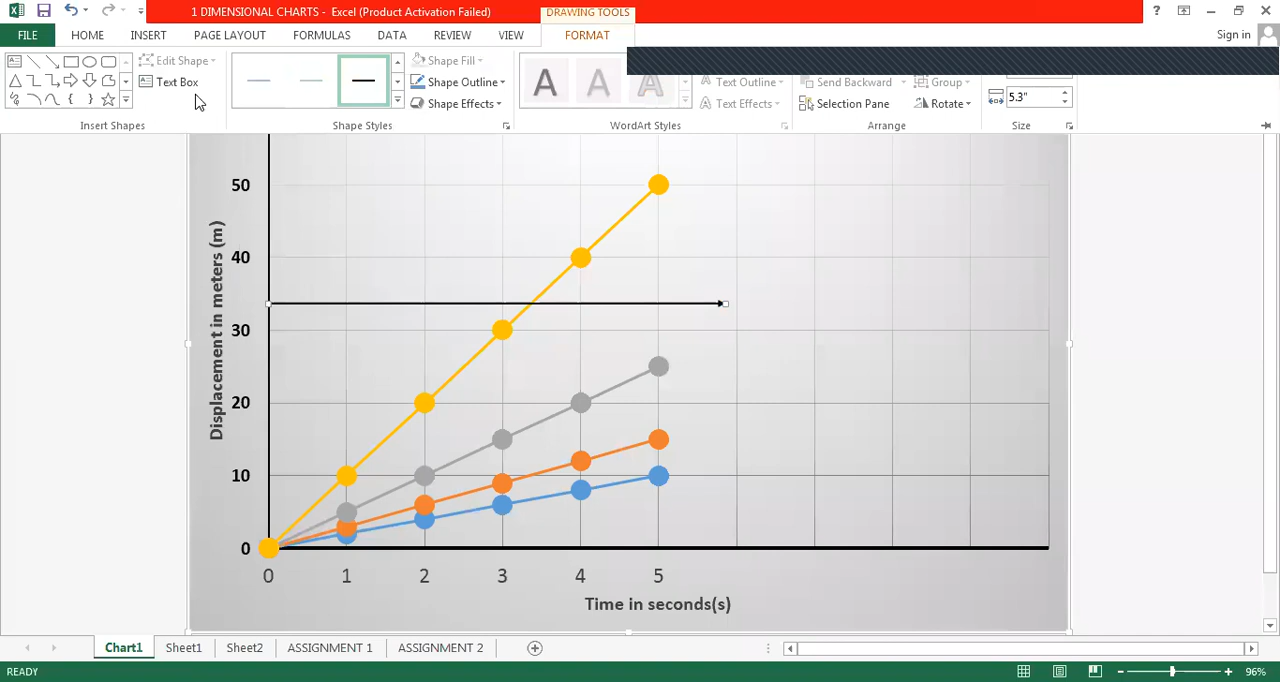 1 DIMENSIONAL CHARTS - Excel (Product Activation Failed)
DRAWING TOOLS
?
FILE
HOME
INSERT
PAGE LAYOUT
FORMULAS
DATA
REVIEW
VIEW
FORMAT
Sign in
Edit Shape
Text Box
Insert Shapes
Shape Fill
Shape Outline
Shape Effects
Shape Styles
A A A
Text Outline
Text Effects
WordArt Styles
Send Backward
Selection Pane
Group
Rotate
Arrange
5.3"
Size
Displacement in meters (m)
50
40
30
20
10
0
0 1 2 3 4 5
Time in seconds(s)
Chart1 Sheet1 Sheet2 ASSIGNMENT 1 ASSIGNMENT 2
READY
96%